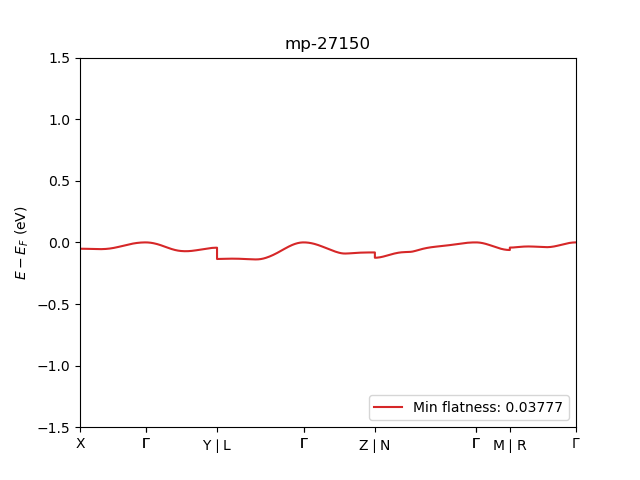 mp-27150
E − E_F (eV)
1.5
1.0
0.5
0.0
−0.5
−1.0
−1.5
Min flatness: 0.03777
X Γ Y | L Γ Z | N Γ M | R Γ